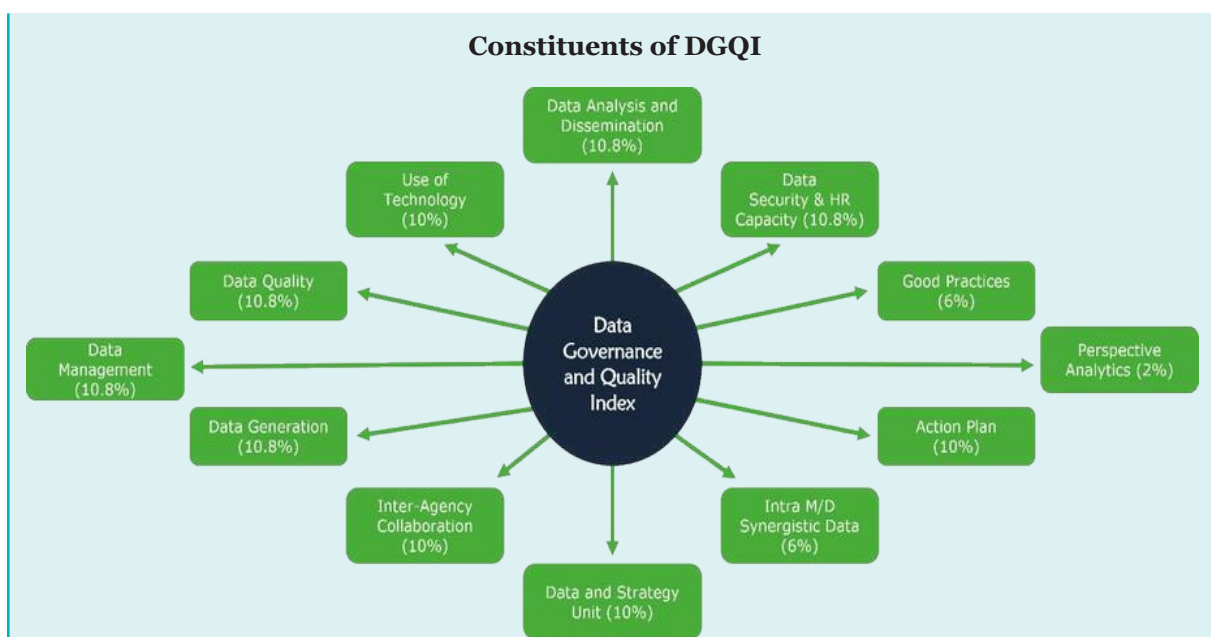 Constituents of DGQI
Data Analysis and
Dissemination
(10.8%)
Use of
Technology
(10%)
Data
Security & HR
Capacity (10.8%)
Data Quality
(10.8%)
Good Practices
(6%)
Data
Management
(10.8%)
Data
Governance
and Quality
Index
Perspective
Analytics (2%)
Data Generation
(10.8%)
Action Plan
(10%)
Inter-Agency
Collaboration
(10%)
Intra M/D
Synergistic Data
(6%)
Data and Strategy
Unit (10%)